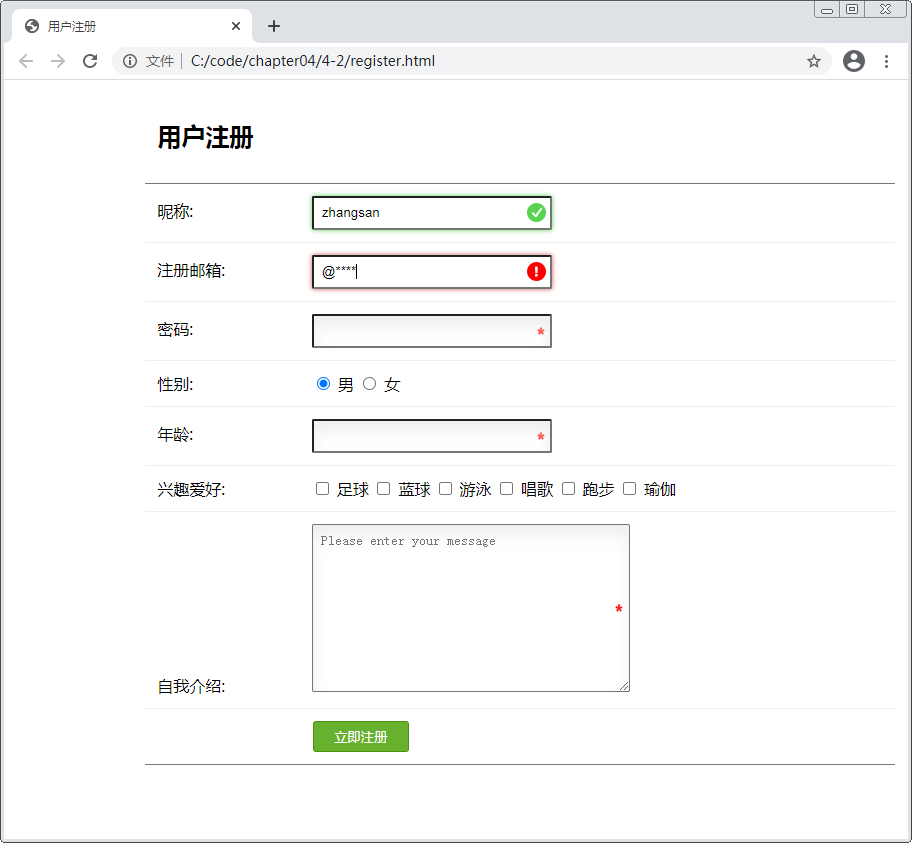 用户注册
文件 C:/code/chapter04/4-2/register.html
用户注册
昵称: zhangsan
注册邮箱: @****
密码: *
性别: 男 女
年龄: *
兴趣爱好: 足球 蓝球 游泳 唱歌 跑步 瑜伽
Please enter your message
*
自我介绍:
立即注册